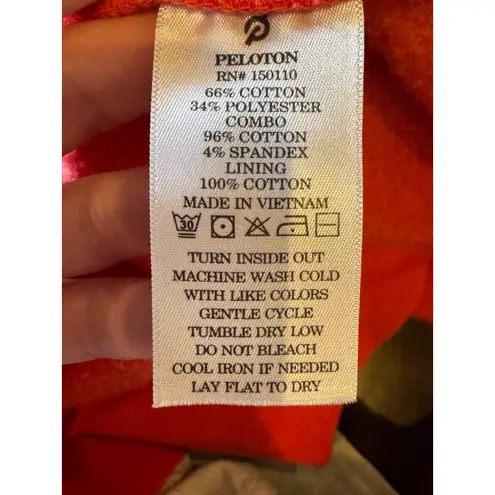 PELOTON
RN# 150110
66% COTTON
34% POLYESTER
COMBO
96% COTTON
4% SPANDEX
LINING
100% COTTON
MADE IN VIETNAM
30
TURN INSIDE OUT
MACHINE WASH COLD
WITH LIKE COLORS
GENTLE CYCLE
TUMBLE DRY LOW
DO NOT BLEACH
COOL IRON IF NEEDED
LAY FLAT TO DRY